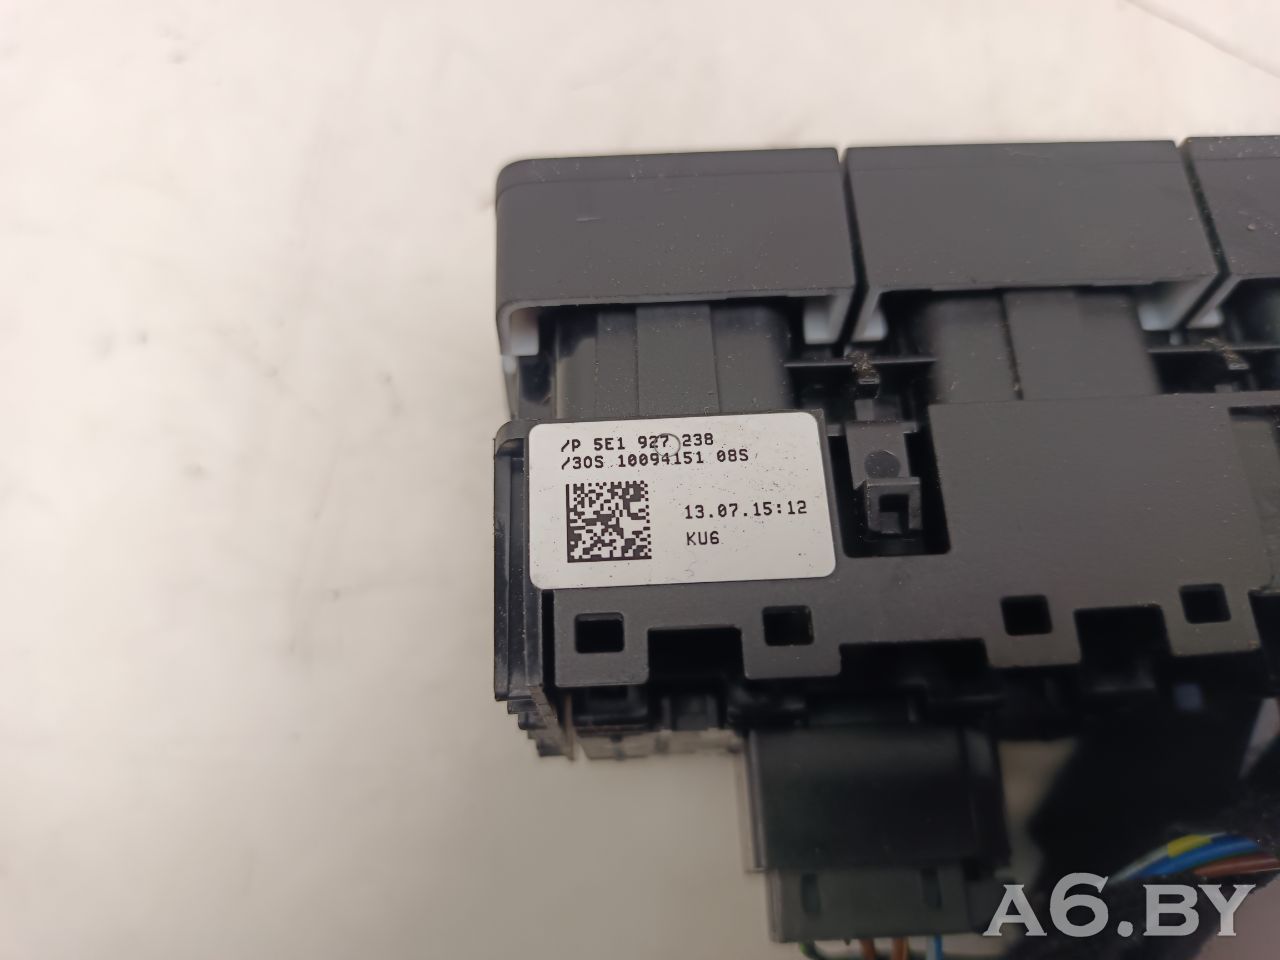 /P 5E1 927 238
/30S 10094151 08S
13.07.15:12
KU6
A6.BY